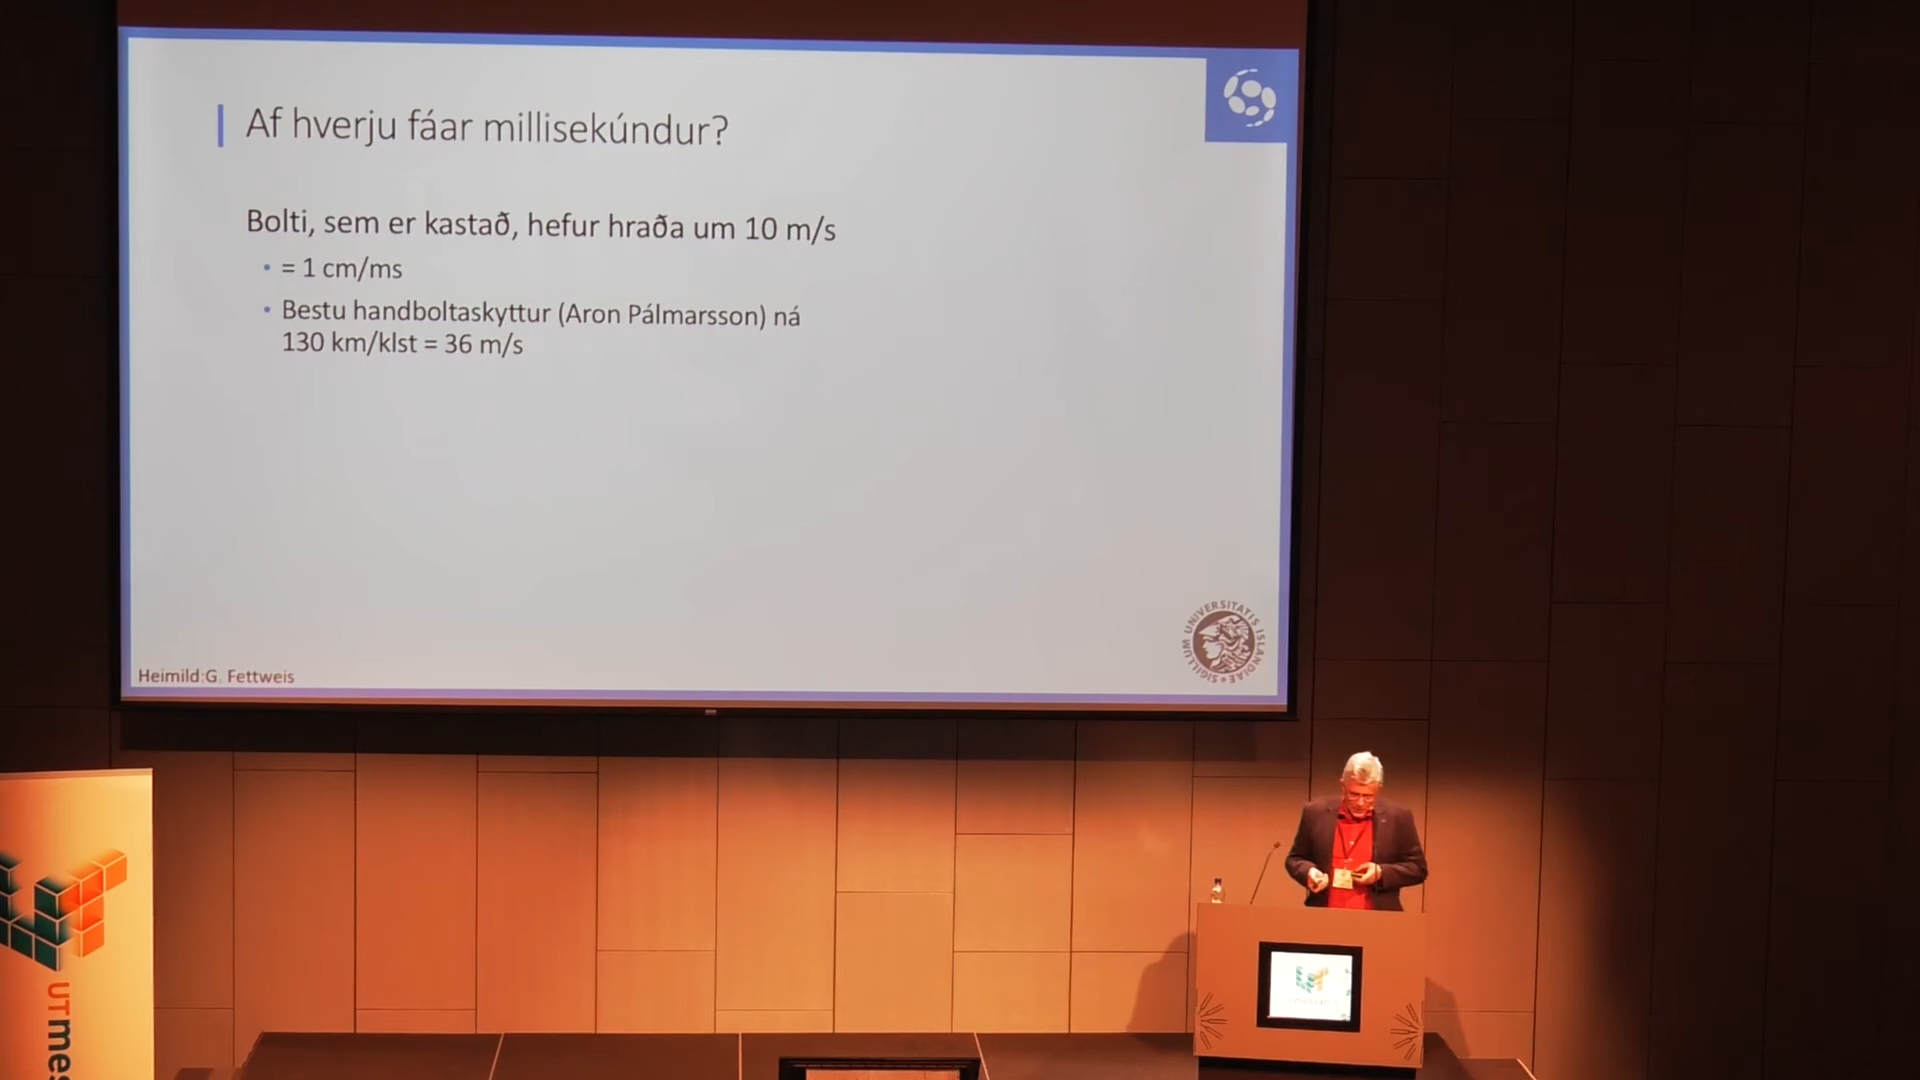 Af hverju fáar millisekúndur?
Bolti, sem er kastað, hefur hraða um 10 m/s
• = 1 cm/ms
• Bestu handboltaskyttur (Aron Pálmarsson) ná
130 km/klst = 36 m/s
SIGILLUM UNIVERSITATIS ISLANDIAE
Heimild:G. Fettweis
UTmes